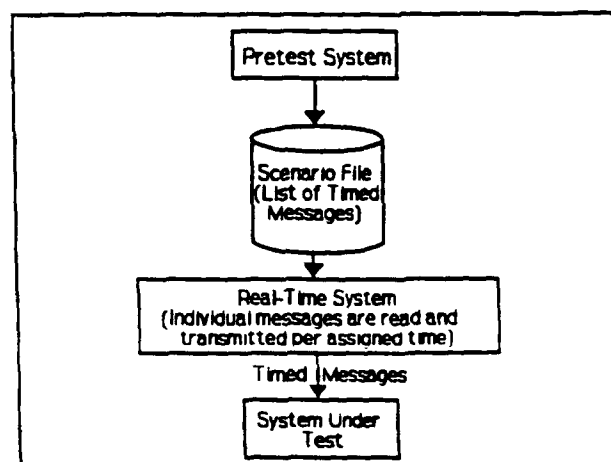 Pretest System
Scenario File
(List of Timed
Messages)
Real-Time System
(Individual messages are read and
transmitted per assigned time)
Timed Messages
System Under
Test